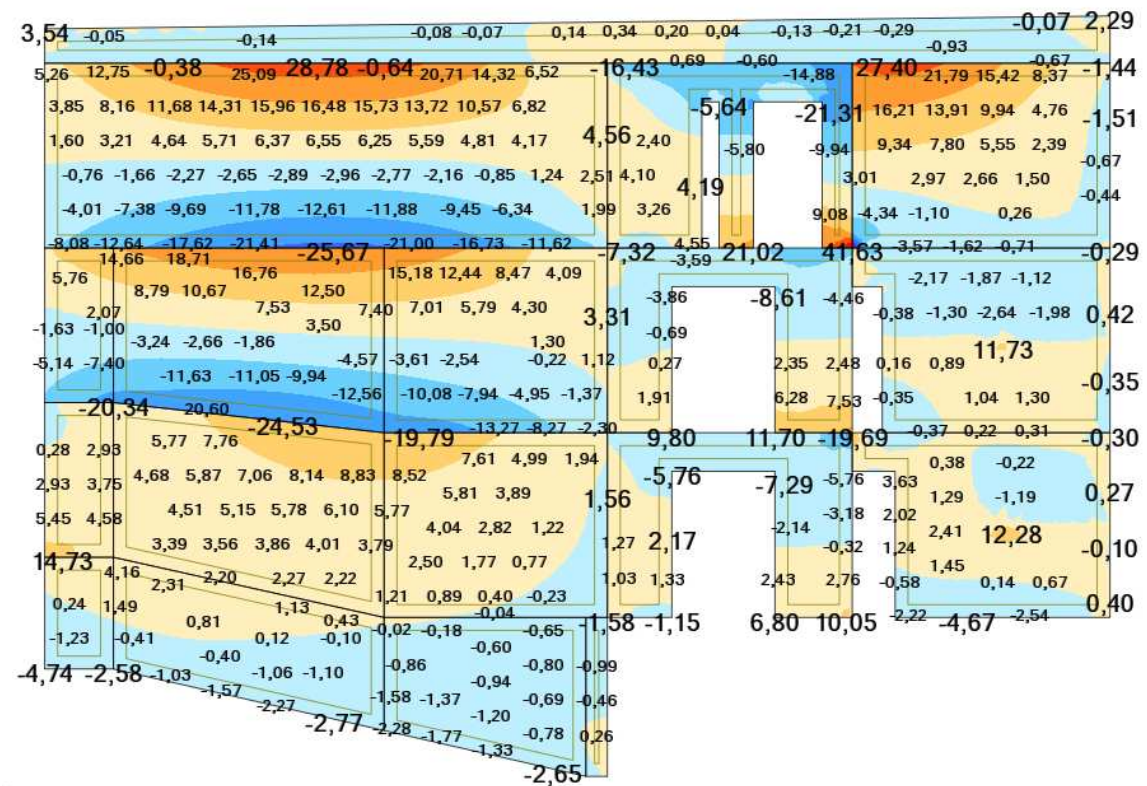 3,54 -0,05 -0,14 -0,08 -0,07 0,14 0,34 0,20 0,04 -0,13 -0,21 -0,29 -0,07 2,29
-0,93
0,69 -0,60 -0,67
5,26 12,75 -0,38 25,09 28,78 -0,64 20,71 14,32 6,52 -16,43 -14,88 27,40 21,79 15,42 8,37 -1,44
3,85 8,16 11,68 14,31 15,96 16,48 15,73 13,72 10,57 6,82 -5,64 -21,31 16,21 13,91 9,94 4,76 -1,51
1,60 3,21 4,64 5,71 6,37 6,55 6,25 5,59 4,81 4,17 4,56 2,40 -5,80 -9,94 9,34 7,80 5,55 2,39 -0,67
-0,76 -1,66 -2,27 -2,65 -2,89 -2,96 -2,77 -2,16 -0,85 1,24 2,51 4,10 4,19 3,01 2,97 2,66 1,50 -0,44
-4,01 -7,38 -9,69 -11,78 -12,61 -11,88 -9,45 -6,34 1,99 3,26 9,08 -4,34 -1,10 0,26
-8,08 -12,64 -17,62 -21,41 -25,67 -21,00 -16,73 -11,62 -7,32 4,55 21,02 41,63 -3,57 -1,62 -0,71 -0,29
14,66 18,71 -3,59
5,76 16,76 15,18 12,44 8,47 4,09 -2,17 -1,87 -1,12
8,79 10,67 12,50 -3,86 -8,61 -4,46
2,07 7,53 7,40 7,01 5,79 4,30 3,31 -0,38 -1,30 -2,64 -1,98 0,42
-1,63 -1,00 3,50 -0,69
-3,24 -2,66 -1,86 1,30 11,73
-5,14 -7,40 -4,57 -3,61 -2,54 -0,22 1,12 0,27 2,35 2,48 0,16 0,89
-11,63 -11,05 -9,94 -0,35
-12,56 -10,08 -7,94 -4,95 -1,37 1,91 6,28 7,53 -0,35 1,04 1,30
-20,34 20,60
-24,53 -13,27 -8,27 -2,30 -0,37 0,22 0,31
-19,79 9,80 11,70 -19,69 -0,30
0,28 2,93 5,77 7,76 7,61 4,99 1,94 0,38 -0,22
2,93 3,75 4,68 5,87 7,06 8,14 8,83 8,52 -5,76 -7,29 -5,76 3,63
5,81 3,89 1,56 1,29 -1,19 0,27
5,45 4,58 4,51 5,15 5,78 6,10 5,77 -3,18 2,02
4,04 2,82 1,22 -2,14 2,41 12,28
3,39 3,56 3,86 4,01 3,79 1,27 2,17 -0,32 1,24 -0,10
14,73 4,16 2,50 1,77 0,77 1,45
2,31 2,20 2,27 2,22 1,03 1,33 2,43 2,76 -0,58 0,14 0,67
0,24 1,49 1,13 1,21 0,89 0,40 -0,23 0,40
0,81 0,43 -0,04 -2,22 -2,54
-1,23 -0,41 0,12 -0,10 -0,02 -0,18 -0,65 -1,58 -1,15 6,80 10,05 -4,67
-0,40 -0,60
-4,74 -2,58 -1,03 -1,06 -1,10 -0,86 -0,94 -0,80 -0,99
-1,57 -2,27 -1,58 -1,37 -0,69 -0,46
-2,77 -2,28 -1,77 -1,20 -0,78 0,26
-1,33
-2,65